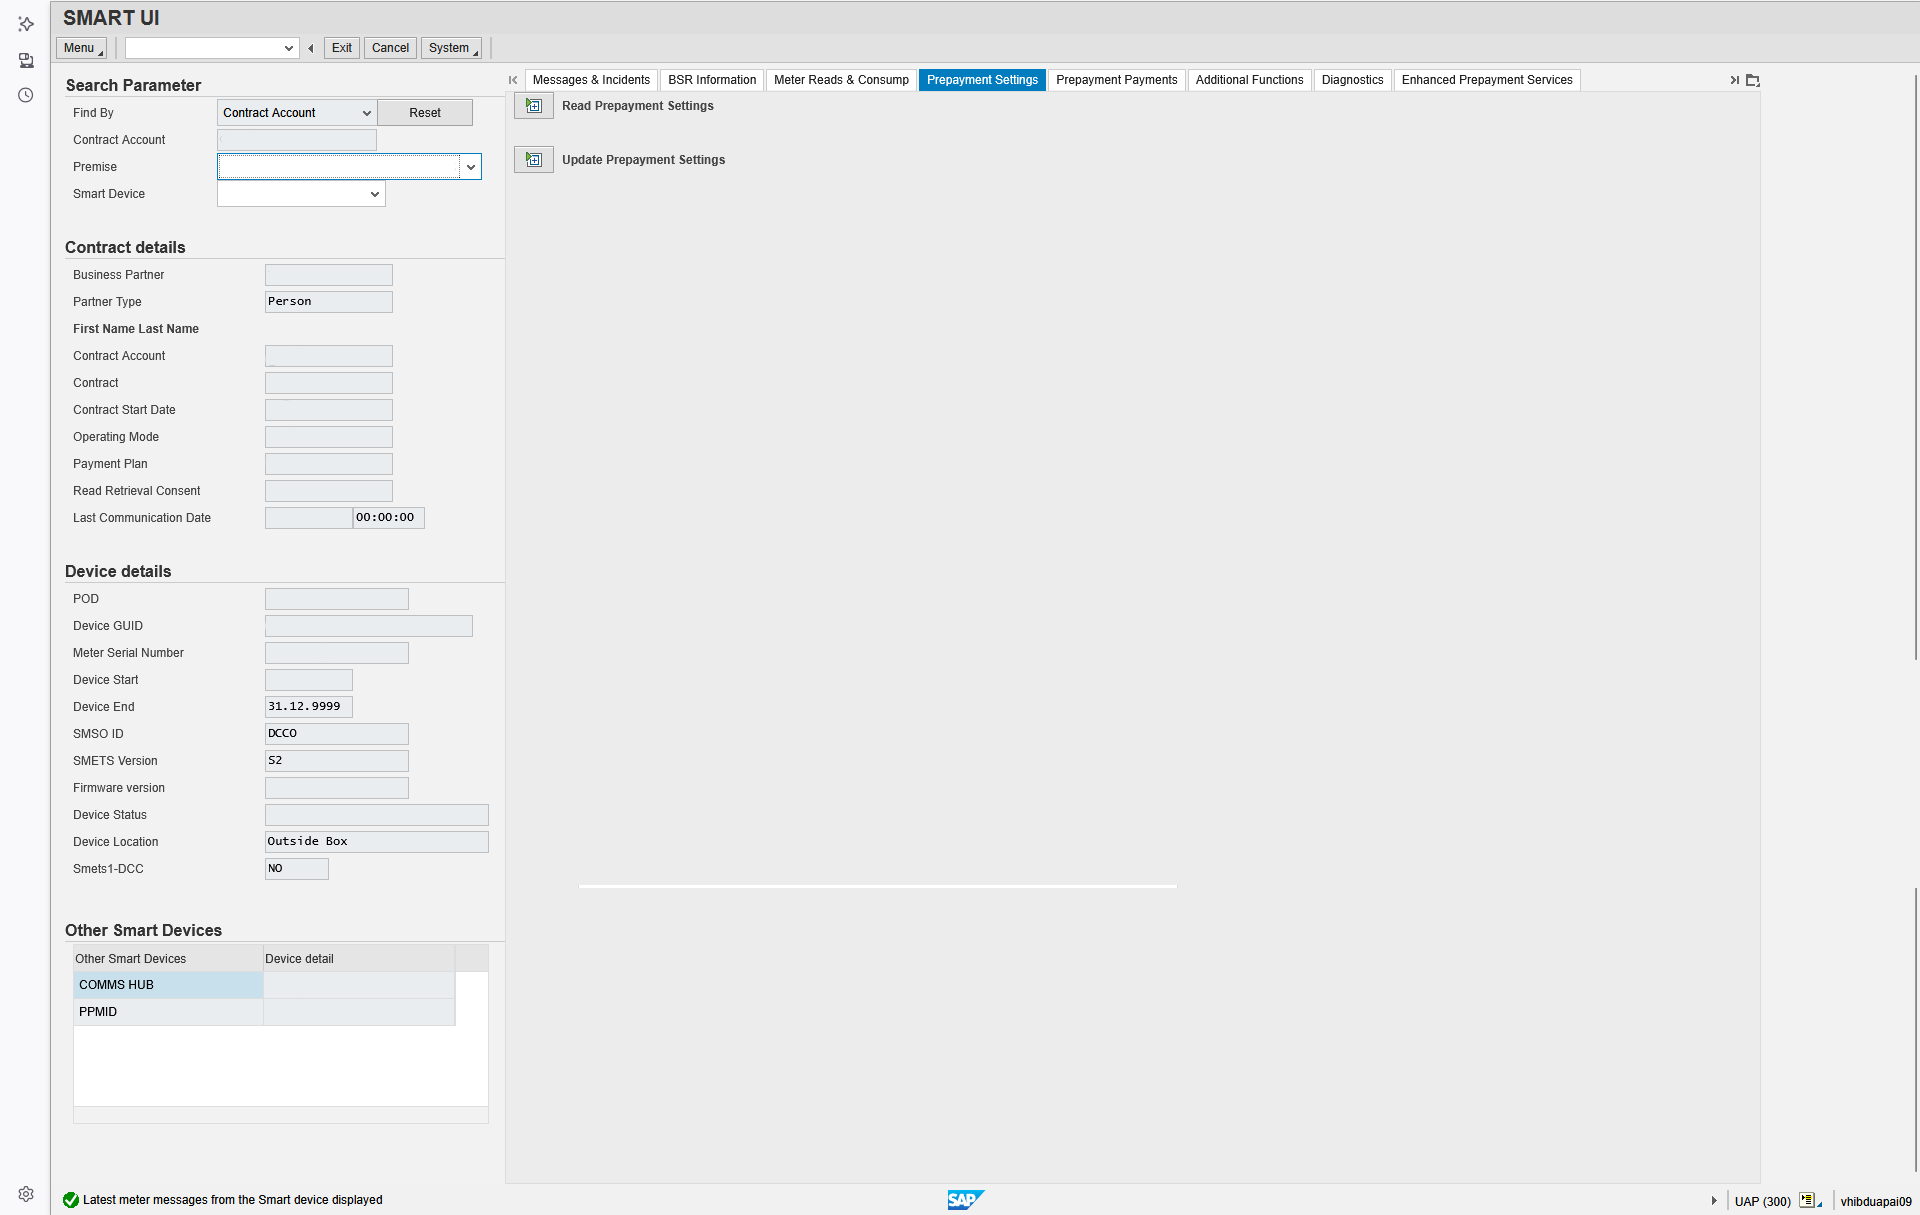 SMART UI
Menu
Exit
Cancel
System
Search Parameter
Find By
Contract Account
Reset
Contract Account
Premise
Smart Device
Contract details
Business Partner
Partner Type
Person
First Name Last Name
Contract Account
Contract
Contract Start Date
Operating Mode
Payment Plan
Read Retrieval Consent
Last Communication Date
00:00:00
Device details
POD
Device GUID
Meter Serial Number
Device Start
Device End
31.12.9999
SMSO ID
DCCO
SMETS Version
S2
Firmware version
Device Status
Device Location
Outside Box
Smets1-DCC
NO
Other Smart Devices
Other Smart Devices
Device detail
COMMS HUB
PPMID
Messages & Incidents
BSR Information
Meter Reads & Consump
Prepayment Settings
Prepayment Payments
Additional Functions
Diagnostics
Enhanced Prepayment Services
Read Prepayment Settings
Update Prepayment Settings
Latest meter messages from the Smart device displayed
SAP
UAP (300)
vhibduapai09